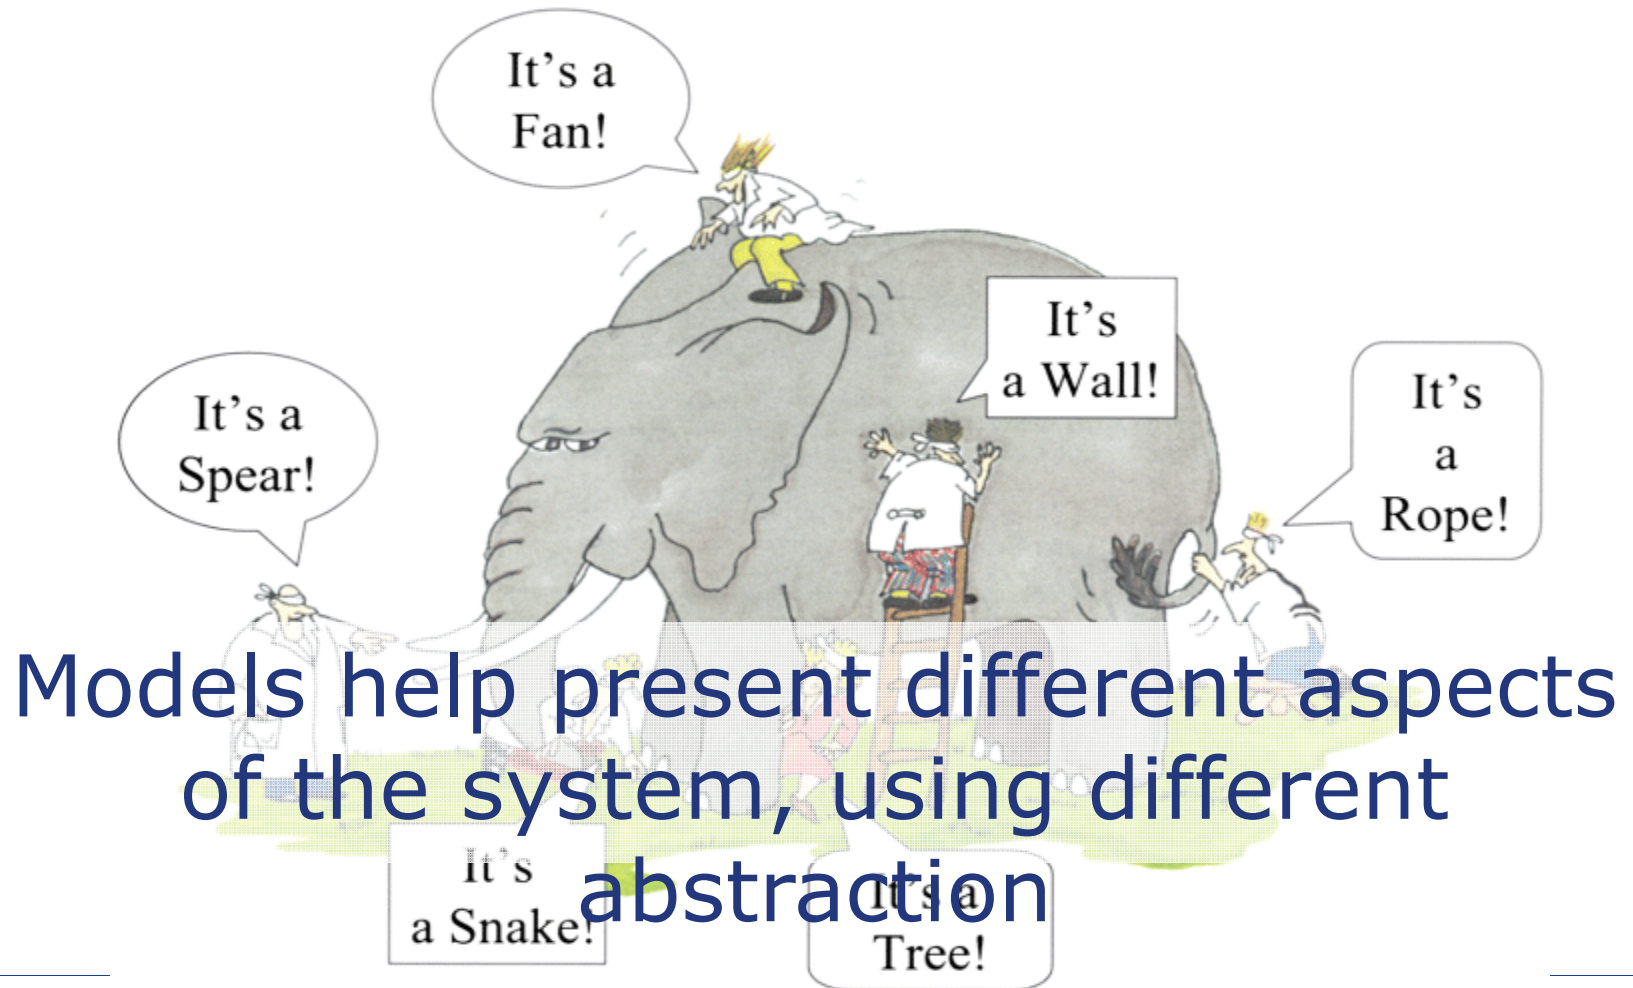 It’s a
Fan!
It’s
a Wall!
It’s a
Spear!
It’s
a
Rope!
Models help present different aspects
of the system, using different
abstraction
It’s
a Snake!
It’s a
Tree!